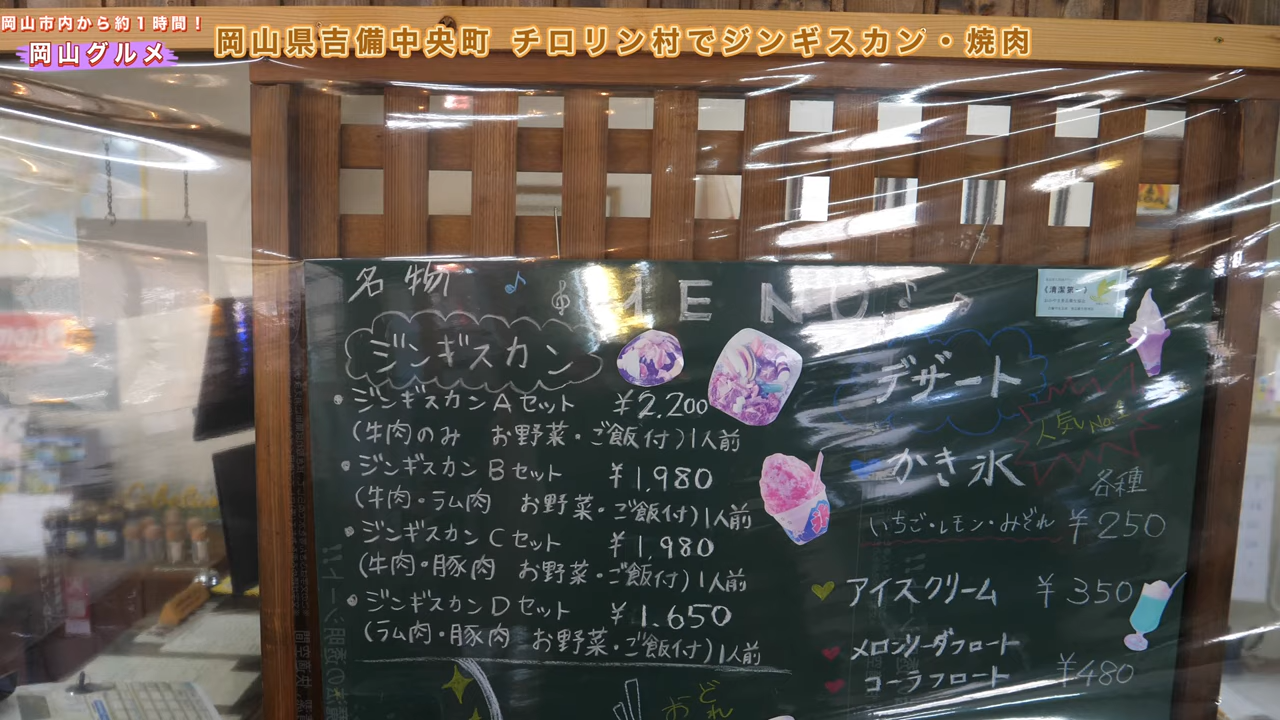 岡山市内から約１時間！
岡山グルメ
岡山県吉備中央町 チロリン村でジンギスカン・焼肉
名物 MENU
《清潔第一》
ジンギスカン
・ジンギスカンAセット ￥2,200
(牛肉のみ お野菜・ご飯付)1人前
・ジンギスカンBセット ￥1,980
(牛肉・ラム肉 お野菜・ご飯付)1人前
・ジンギスカンCセット ￥1,980
(牛肉・豚肉 お野菜・ご飯付)1人前
・ジンギスカンDセット ￥1.650
(ラム肉・豚肉 お野菜・ご飯付)1人前
どれ
お
デザート
人気No.
かき氷 各種
いちご・レモン・みぞれ ￥250
アイスクリーム ￥350
メロンソーダフロート
コーラフロート ￥480